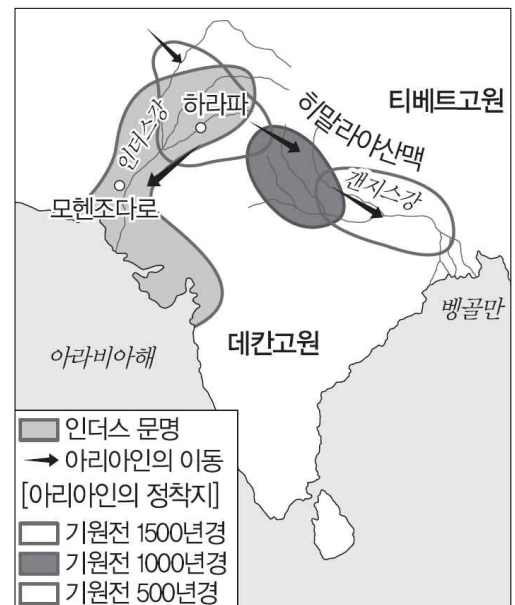 티베트고원
하라파
히말라야산맥
인더스강
갠지스강
모헨조다로
벵골만
데칸고원
아라비아해
인더스 문명
아리아인의 이동
[아리아인의 정착지]
기원전 1500년경
기원전 1000년경
기원전 500년경